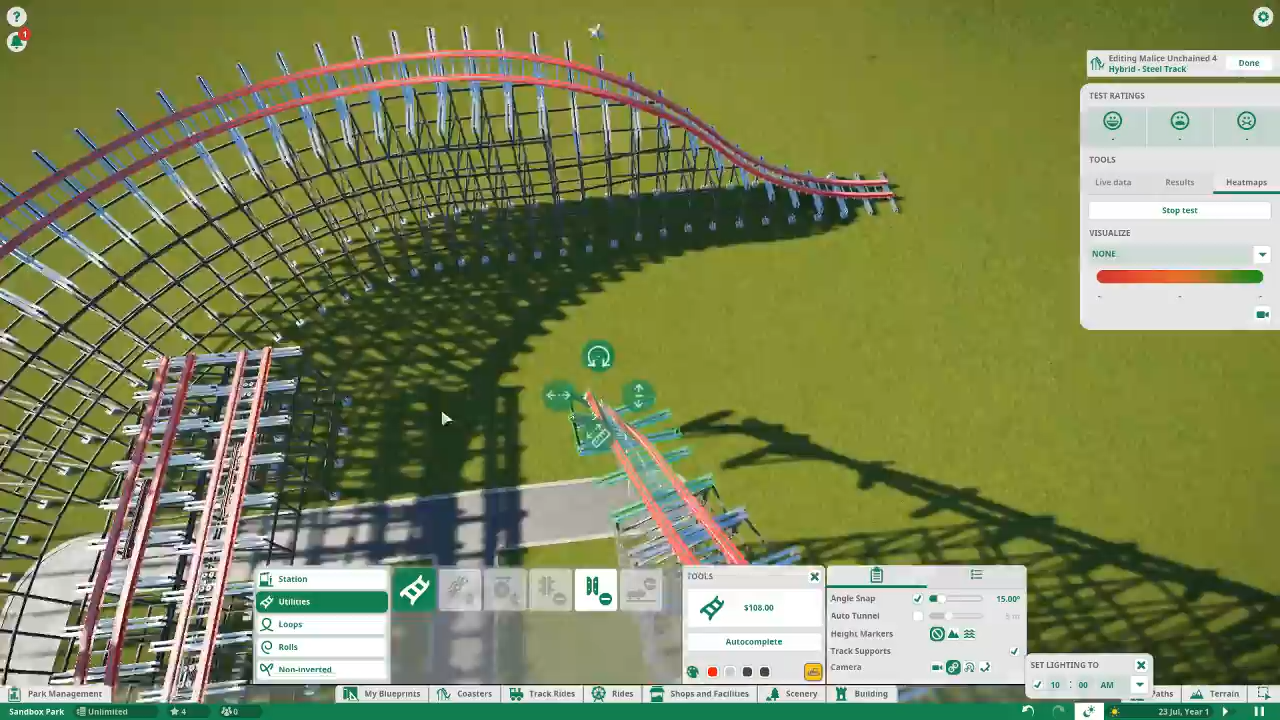 ?
1
Editing Malice Unchained 4
Hybrid - Steel Track
Done
TEST RATINGS
- - -
TOOLS
Live data Results Heatmaps
Stop test
VISUALIZE
NONE
- - -
Station
Utilities
Loops
Rolls
Non-inverted
TOOLS
$108.00
Autocomplete
Angle Snap 15.00°
Auto Tunnel 5 m
Height Markers
Track Supports
Camera
SET LIGHTING TO
10 : 00 AM
Park Management My Blueprints Coasters Track Rides Rides Shops and Facilities Scenery Building Paths Terrain
Sandbox Park Unlimited 4 0 23 Jul, Year 1